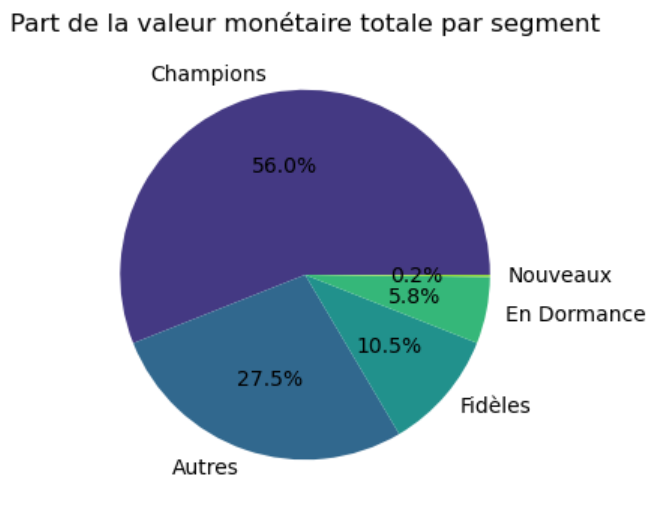 Part de la valeur monétaire totale par segment
Champions
56.0%
Nouveaux
0.2%
5.8%
En Dormance
10.5%
27.5%
Fidèles
Autres